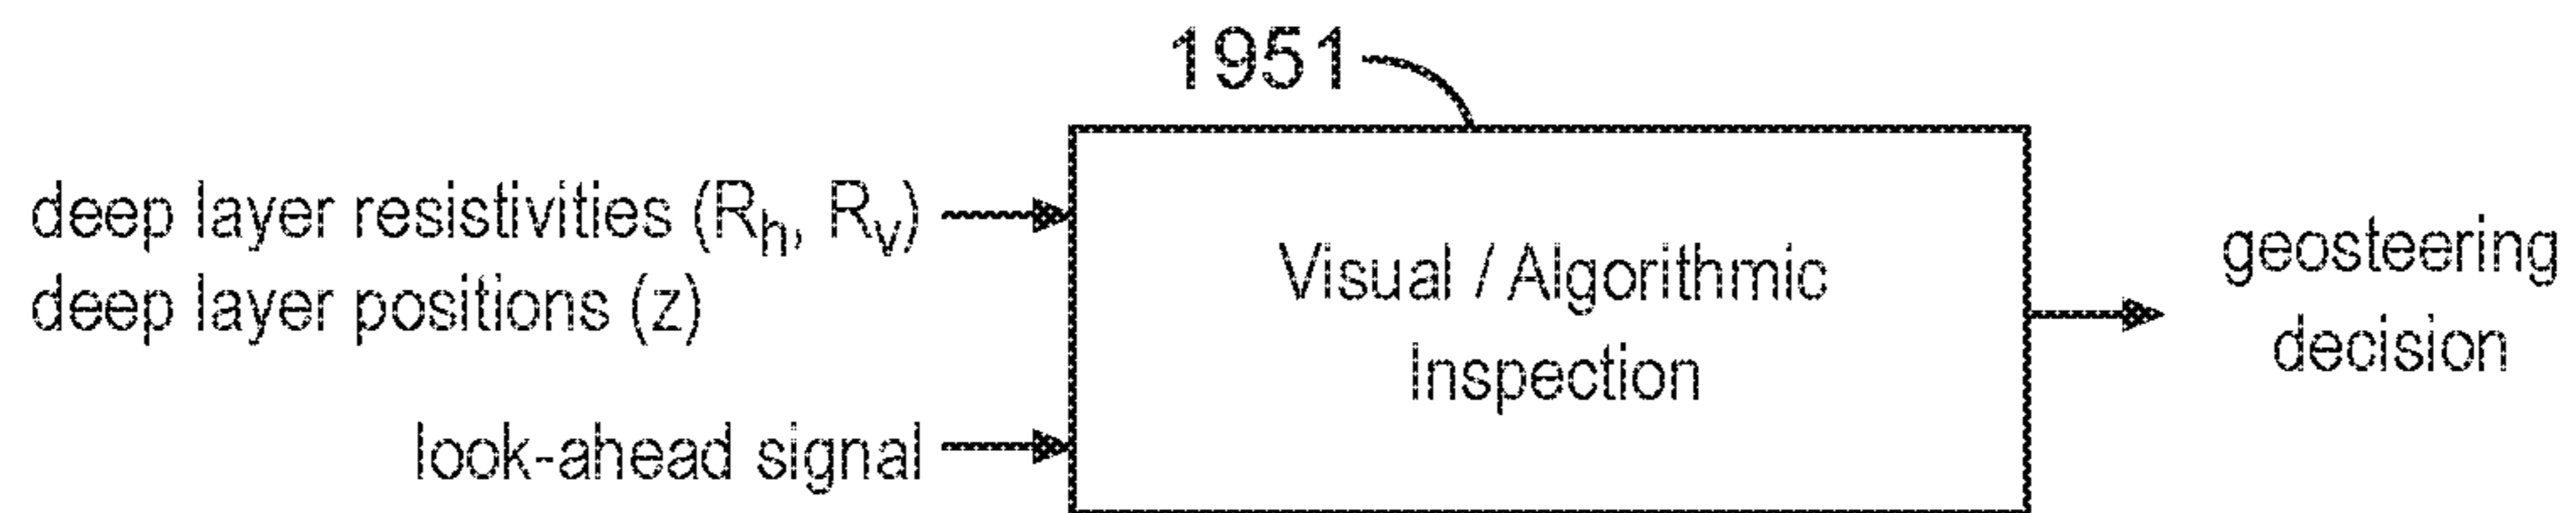 1951
deep layer resistivities (Rh, Rv)
deep layer positions (z)
look-ahead signal
Visual / Algorithmic
Inspection
geosteering
decision